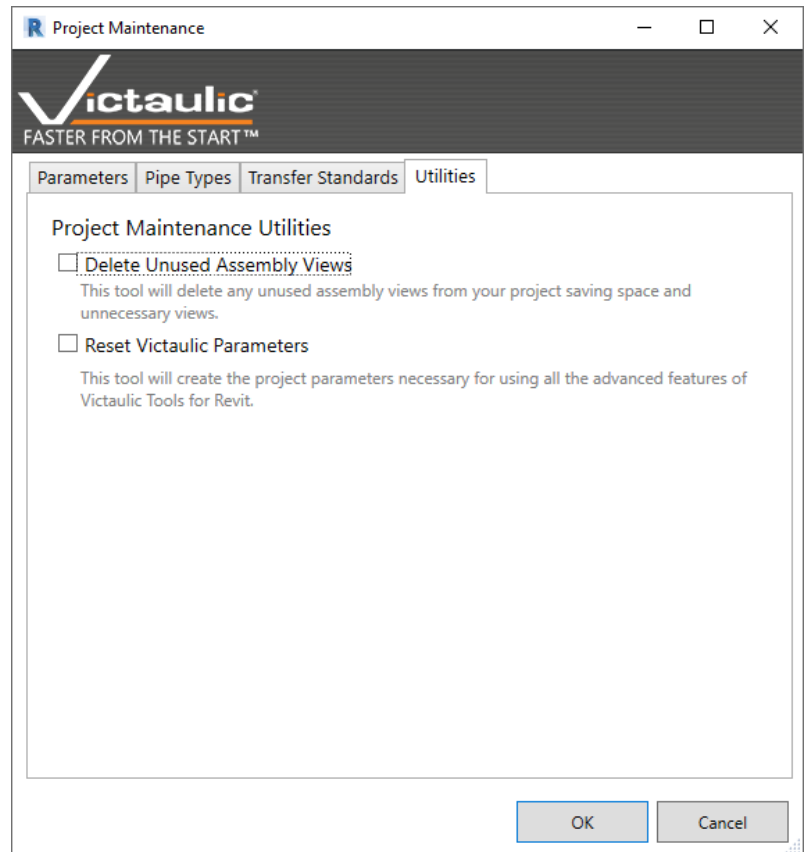 Project Maintenance
Victaulic®
FASTER FROM THE START™
Parameters Pipe Types Transfer Standards Utilities
Project Maintenance Utilities
Delete Unused Assembly Views
This tool will delete any unused assembly views from your project saving space and
unnecessary views.
Reset Victaulic Parameters
This tool will create the project parameters necessary for using all the advanced features of
Victaulic Tools for Revit.
OK Cancel